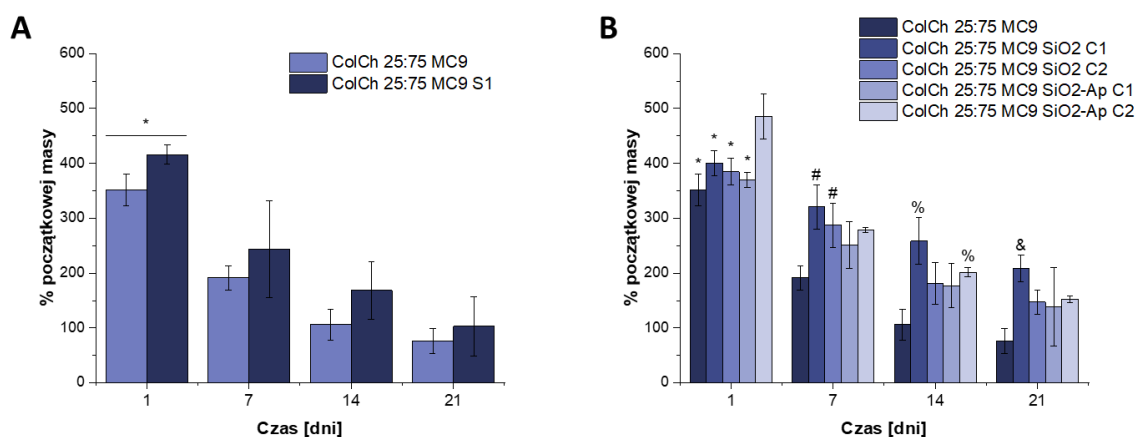 A
ColCh 25:75 MC9
ColCh 25:75 MC9 S1
600
500
400
300
200
100
0
*
% początkowej masy
1 7 14 21
Czas [dni]
B
ColCh 25:75 MC9
ColCh 25:75 MC9 SiO2 C1
ColCh 25:75 MC9 SiO2 C2
ColCh 25:75 MC9 SiO2-Ap C1
ColCh 25:75 MC9 SiO2-Ap C2
600
500
400
300
200
100
0
* * * *
# #
% %
&
% początkowej masy
1 7 14 21
Czas [dni]